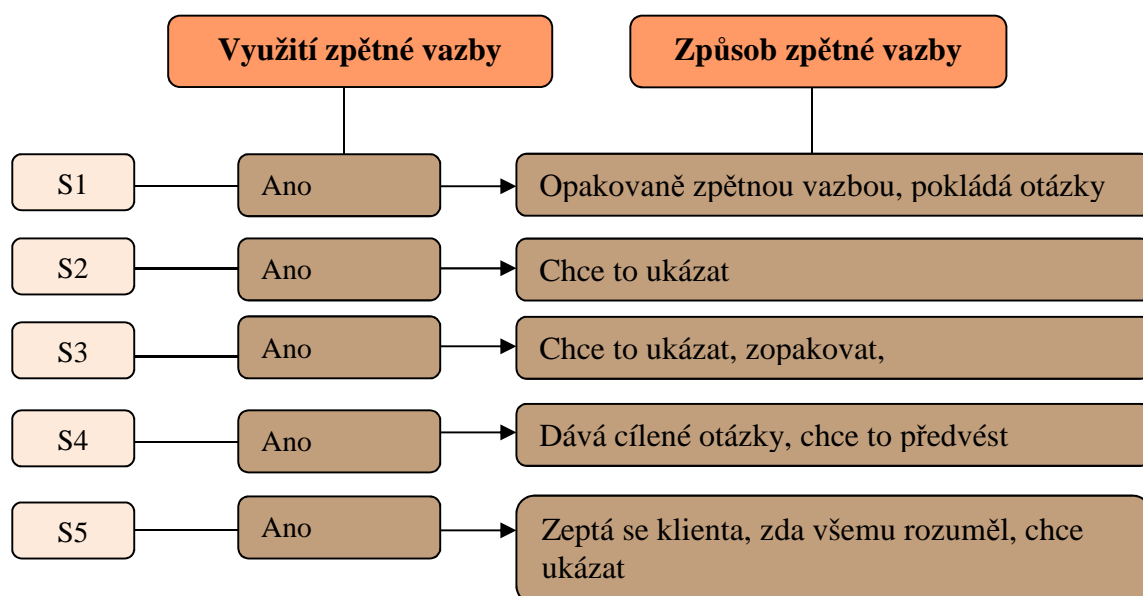 Využití zpětné vazby
Způsob zpětné vazby
S1
Ano
Opakovaně zpětnou vazbou, pokládá otázky
S2
Ano
Chce to ukázat
S3
Ano
Chce to ukázat, zopakovat,
S4
Ano
Dává cílené otázky, chce to předvést
S5
Ano
Zeptá se klienta, zda všemu rozuměl, chce
ukázat